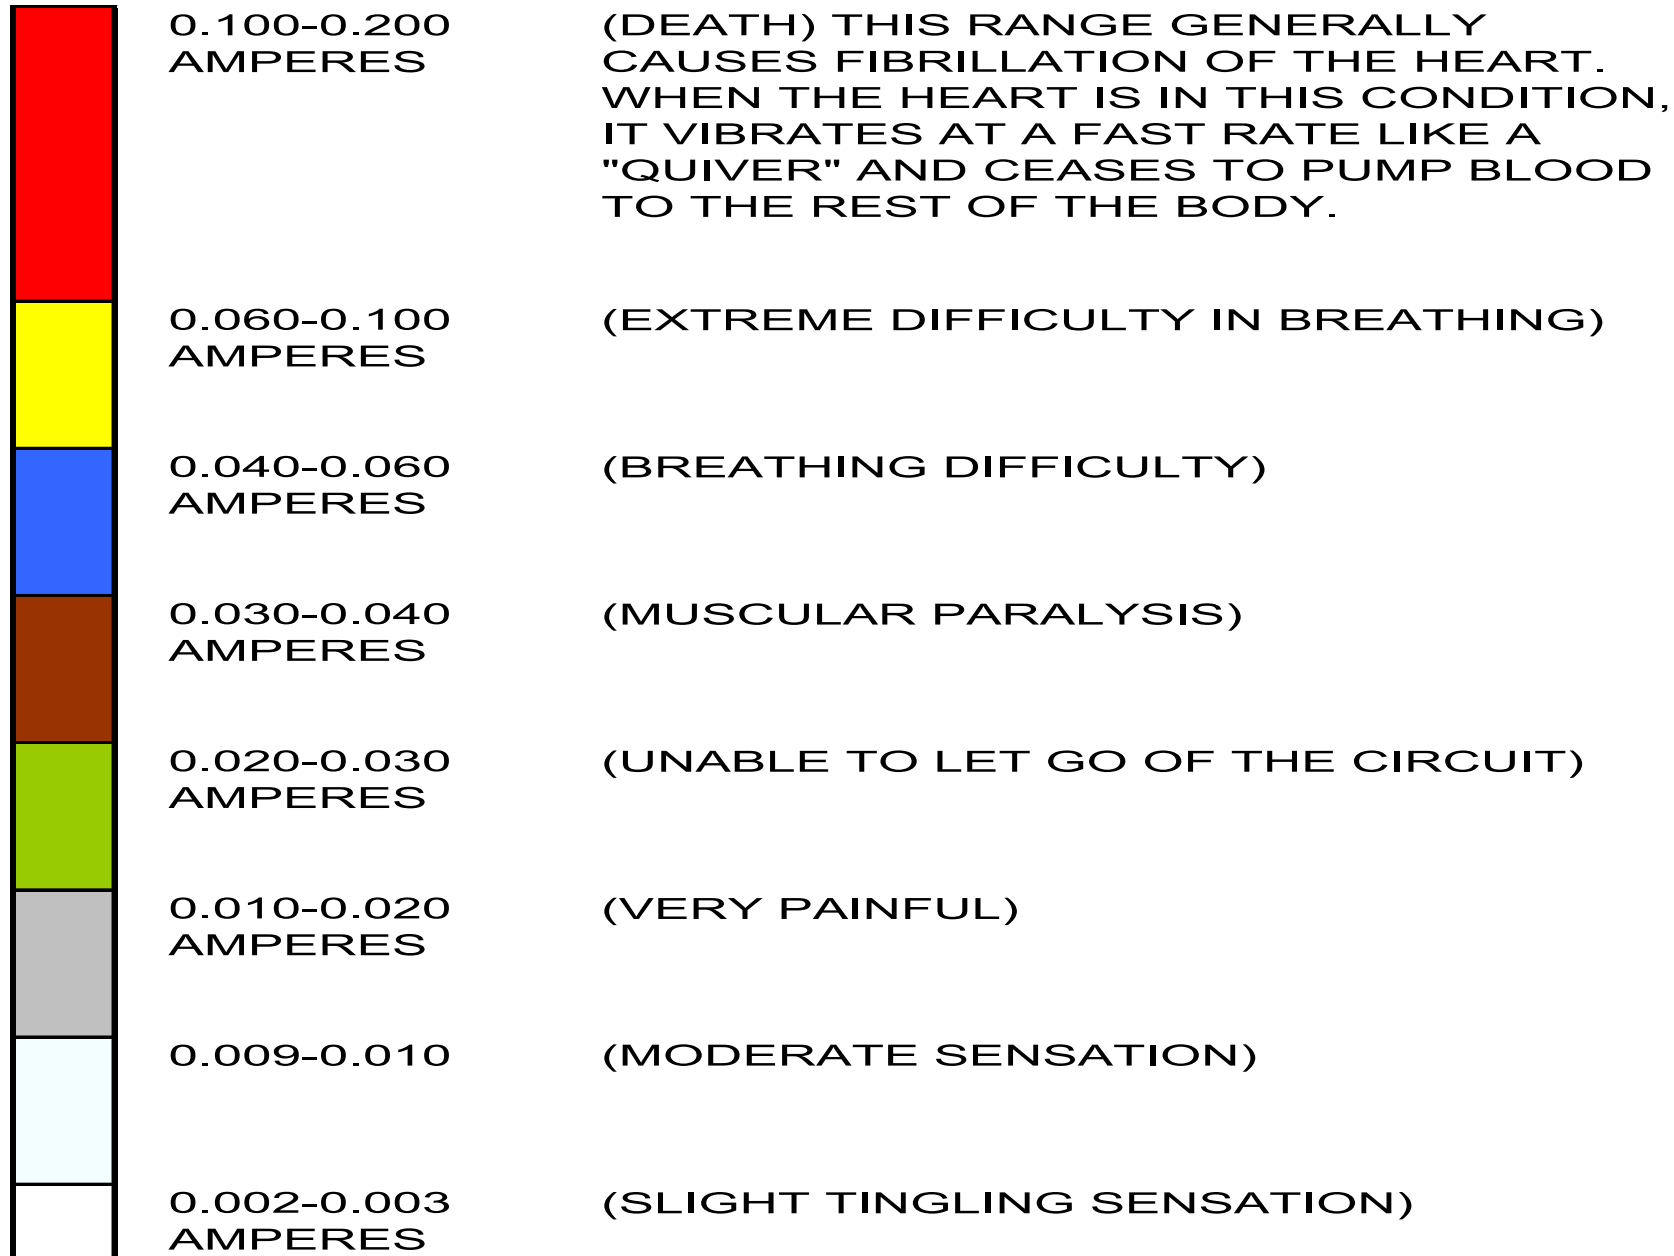 0.100-0.200 (DEATH) THIS RANGE GENERALLY
AMPERES CAUSES FIBRILLATION OF THE HEART.
WHEN THE HEART IS IN THIS CONDITION,
IT VIBRATES AT A FAST RATE LIKE A
"QUIVER" AND CEASES TO PUMP BLOOD
TO THE REST OF THE BODY.
0.060-0.100 (EXTREME DIFFICULTY IN BREATHING)
AMPERES
0.040-0.060 (BREATHING DIFFICULTY)
AMPERES
0.030-0.040 (MUSCULAR PARALYSIS)
AMPERES
0.020-0.030 (UNABLE TO LET GO OF THE CIRCUIT)
AMPERES
0.010-0.020 (VERY PAINFUL)
AMPERES
0.009-0.010 (MODERATE SENSATION)
0.002-0.003 (SLIGHT TINGLING SENSATION)
AMPERES